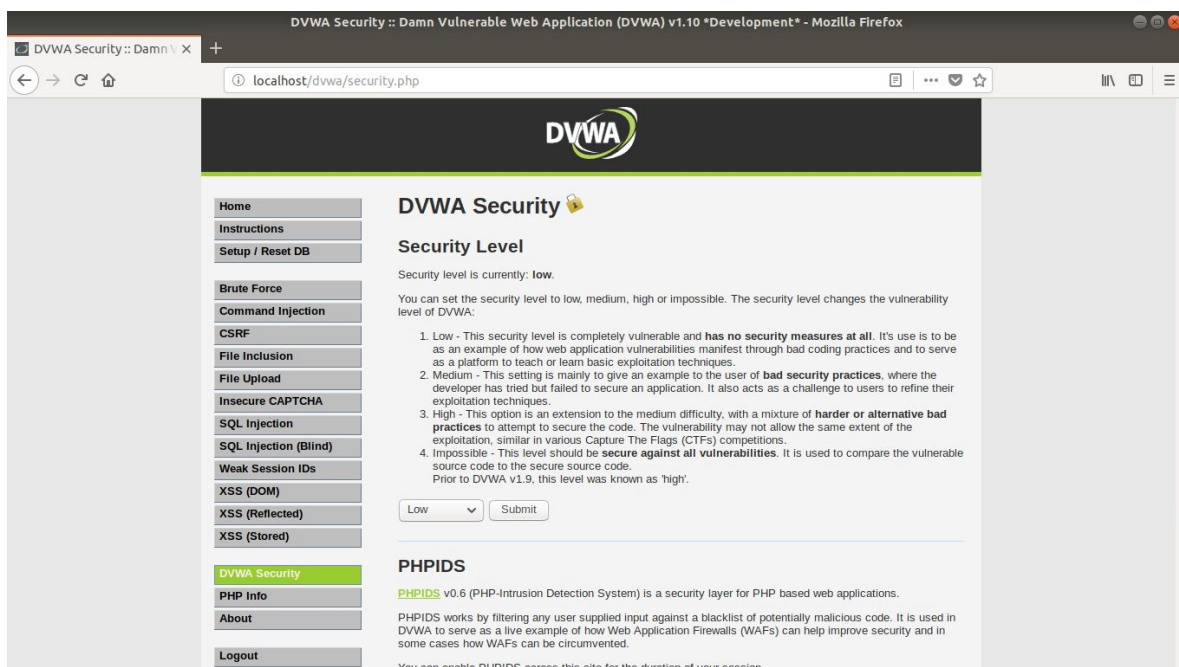 DVWA Security :: Damn Vulnerable Web Application (DVWA) v1.10 *Development* - Mozilla Firefox
DVWA Security :: Damn V
localhost/dvwa/security.php
DVWA
Home
Instructions
Setup / Reset DB
Brute Force
Command Injection
CSRF
File Inclusion
File Upload
Insecure CAPTCHA
SQL Injection
SQL Injection (Blind)
Weak Session IDs
XSS (DOM)
XSS (Reflected)
XSS (Stored)
DVWA Security
PHP Info
About
Logout
DVWA Security
Security Level
Security level is currently: low.
You can set the security level to low, medium, high or impossible. The security level changes the vulnerability
level of DVWA:
1. Low - This security level is completely vulnerable and has no security measures at all. It's use is to be
as an example of how web application vulnerabilities manifest through bad coding practices and to serve
as a platform to teach or learn basic exploitation techniques.
2. Medium - This setting is mainly to give an example to the user of bad security practices, where the
developer has tried but failed to secure an application. It also acts as a challenge to users to refine their
exploitation techniques.
3. High - This option is an extension to the medium difficulty, with a mixture of harder or alternative bad
practices to attempt to secure the code. The vulnerability may not allow the same extent of the
exploitation, similar in various Capture The Flags (CTFs) competitions.
4. Impossible - This level should be secure against all vulnerabilities. It is used to compare the vulnerable
source code to the secure source code.
Prior to DVWA v1.9, this level was known as 'high'.
Low
Submit
PHPIDS
PHPIDS v0.6 (PHP-Intrusion Detection System) is a security layer for PHP based web applications.
PHPIDS works by filtering any user supplied input against a blacklist of potentially malicious code. It is used in
DVWA to serve as a live example of how Web Application Firewalls (WAFs) can help improve security and in
some cases how WAFs can be circumvented.
You can enable PHPIDS across this site for the duration of your session.